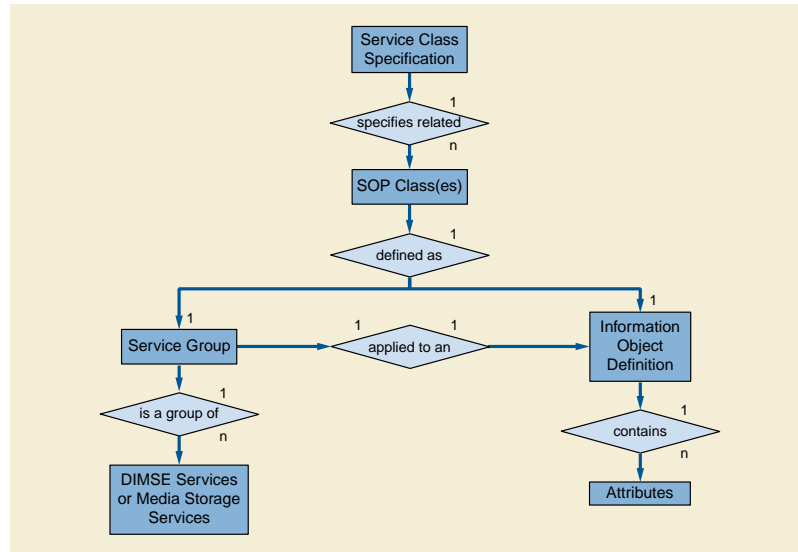 Service Class
Specification
1
specifies related
n
SOP Class(es)
1
defined as
1
1
Service Group
1
applied to an
1
Information
Object
Definition
1
is a group of
n
1
contains
n
DIMSE Services
or Media Storage
Services
Attributes